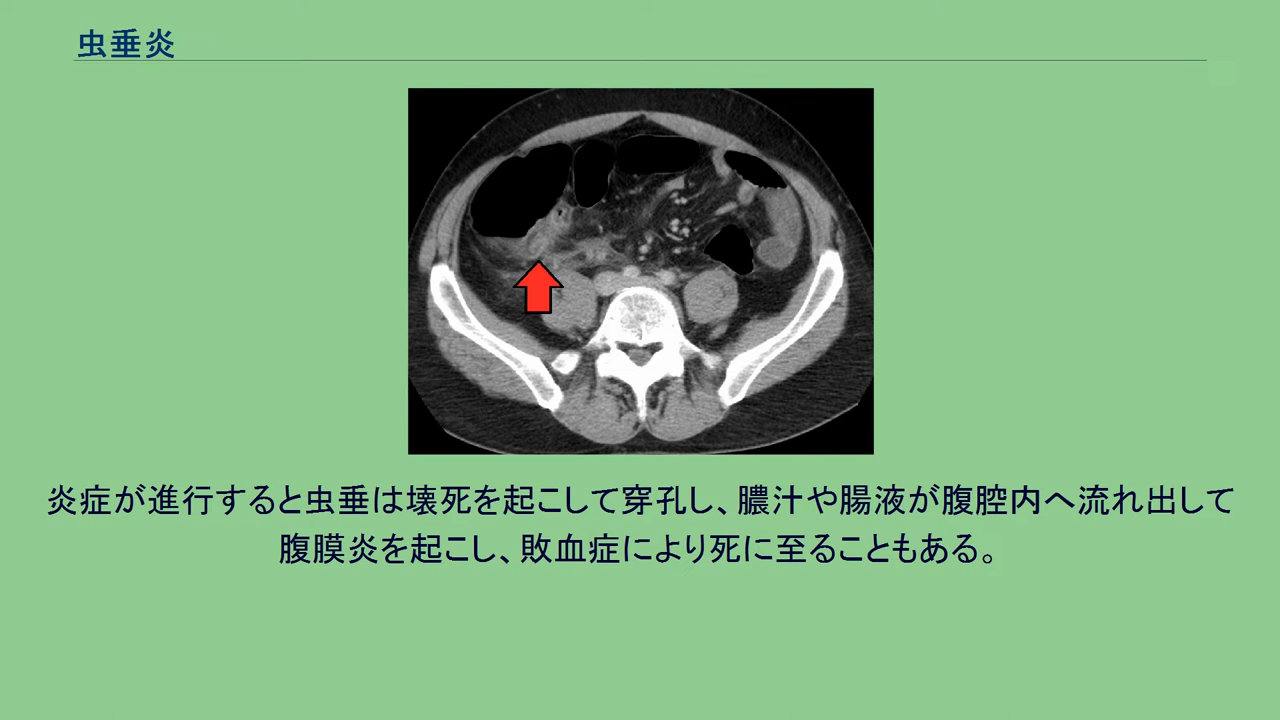 虫垂炎
炎症が進行すると虫垂は壊死を起こして穿孔し、膿汁や腸液が腹腔内へ流れ出して
腹膜炎を起こし、敗血症により死に至ることもある。